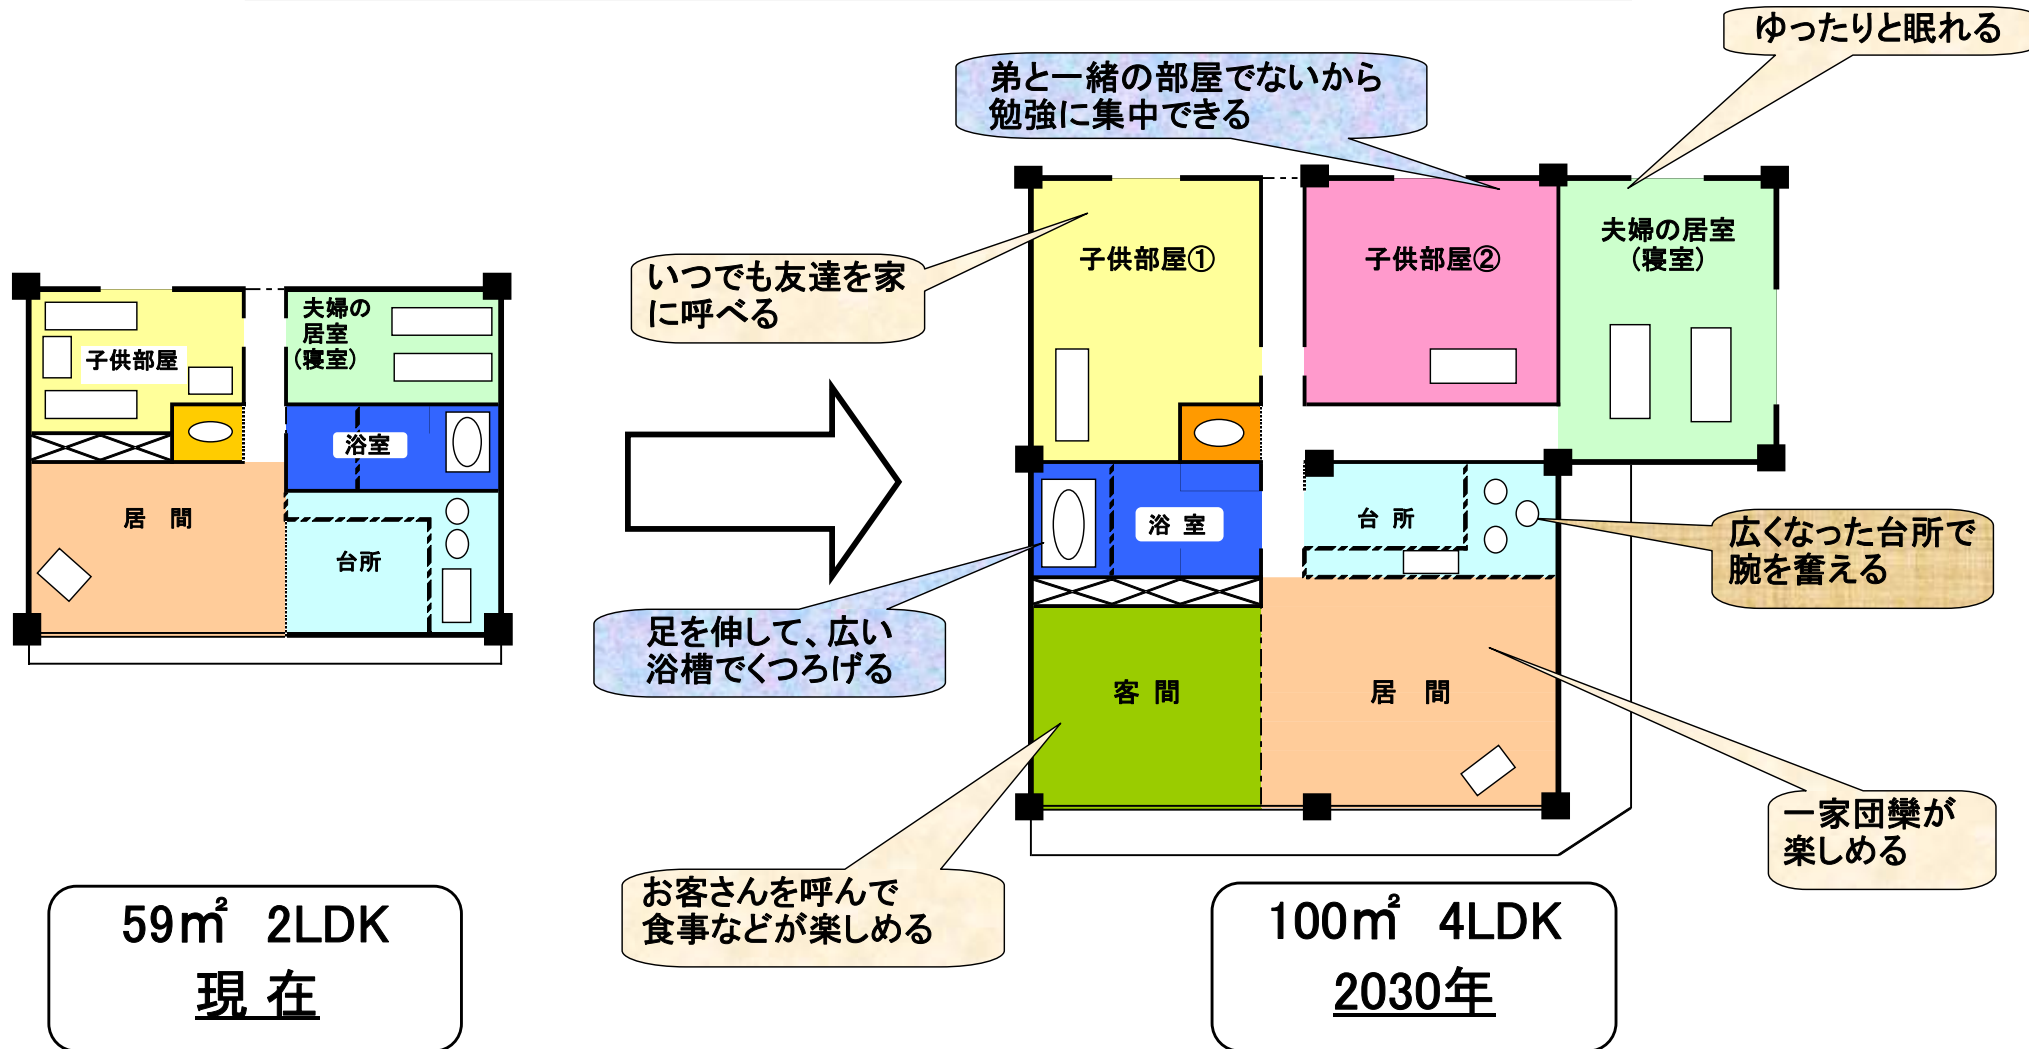 ゆったりと眠れる
弟と一緒の部屋でないから
勉強に集中できる
いつでも友達を家
に呼べる
子供部屋①
子供部屋②
夫婦の居室
(寝室)
夫婦の
居室
(寝室)
子供部屋
浴室
居 間
台所
浴 室
台 所
広くなった台所で
腕を奮える
足を伸して、広い
浴槽でくつろげる
客 間
居 間
一家団欒が
楽しめる
お客さんを呼んで
食事などが楽しめる
59㎡ 2LDK
現 在
100㎡ 4LDK
2030年